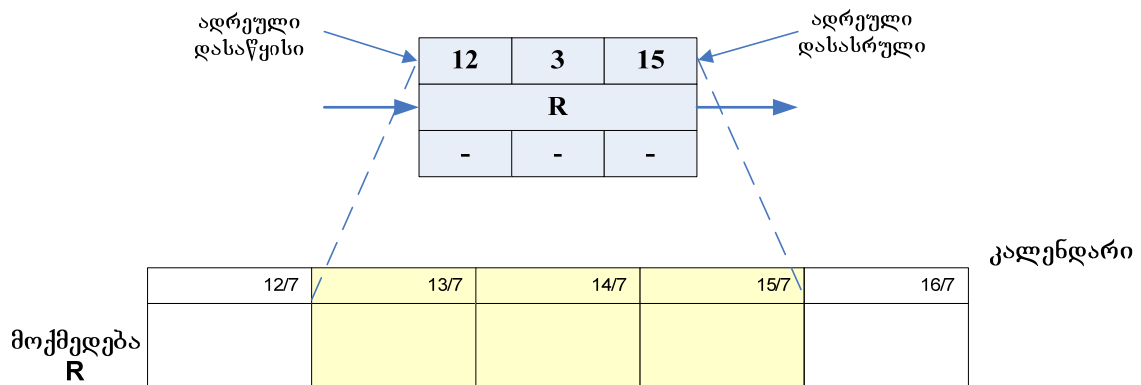 ადრეული
დასაწყისი
ადრეული
დასასრული
12 3 15
R
- - -
კალენდარი
12/7 13/7 14/7 15/7 16/7
მოქმედება
R